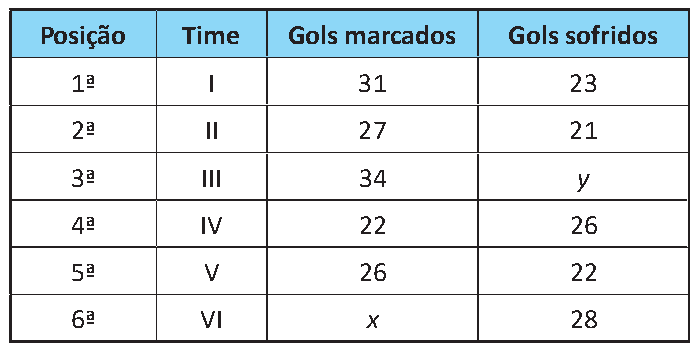 Posição Time Gols marcados Gols sofridos
1ª I 31 23
2ª II 27 21
3ª III 34 y
4ª IV 22 26
5ª V 26 22
6ª VI x 28